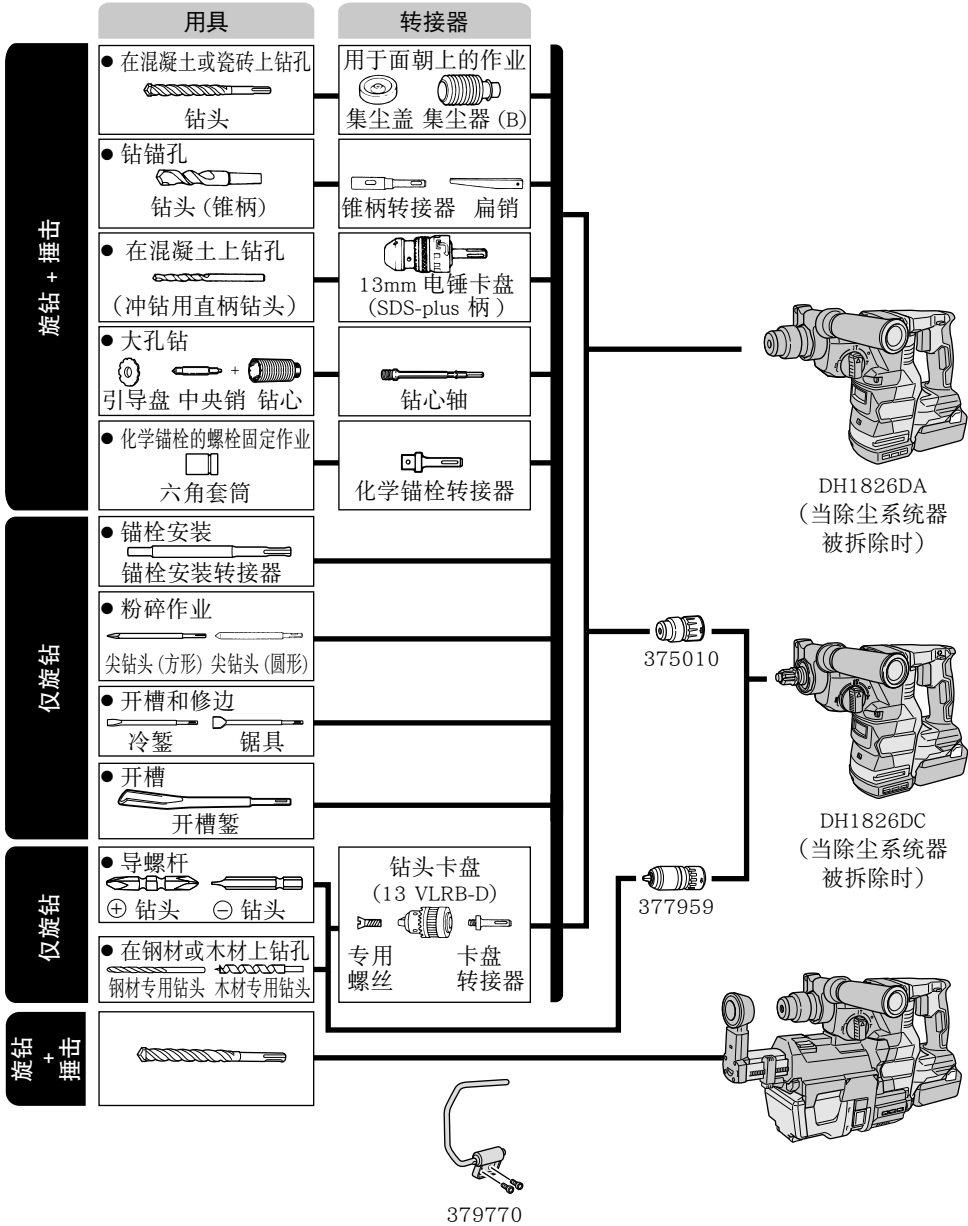 用具
转接器
旋钻 + 捶击
● 在混凝土或瓷砖上钻孔
钻头
用于面朝上的作业
集尘盖 集尘器 (B)
● 钻锚孔
钻头 (锥柄)
锥柄转接器 扁销
● 在混凝土上钻孔
（冲钻用直柄钻头）
13mm 电锤卡盘
(SDS-plus 柄 )
● 大孔钻
+
引导盘 中央销 钻心
钻心轴
● 化学锚栓的螺栓固定作业
六角套筒
化学锚栓转接器
仅旋钻
● 锚栓安装
锚栓安装转接器
● 粉碎作业
尖钻头 (方形) 尖钻头 (圆形)
● 开槽和修边
冷錾 锯具
● 开槽
开槽錾
仅旋钻
● 导螺杆
⊕ 钻头 ⊖ 钻头
● 在钢材或木材上钻孔
钢材专用钻头 木材专用钻头
钻头卡盘
(13 VLRB-D)
专用
螺丝
卡盘
转接器
旋钻
+
捶击
DH1826DA
（当除尘系统器
被拆除时）
375010
DH1826DC
（当除尘系统器
被拆除时）
377959
379770